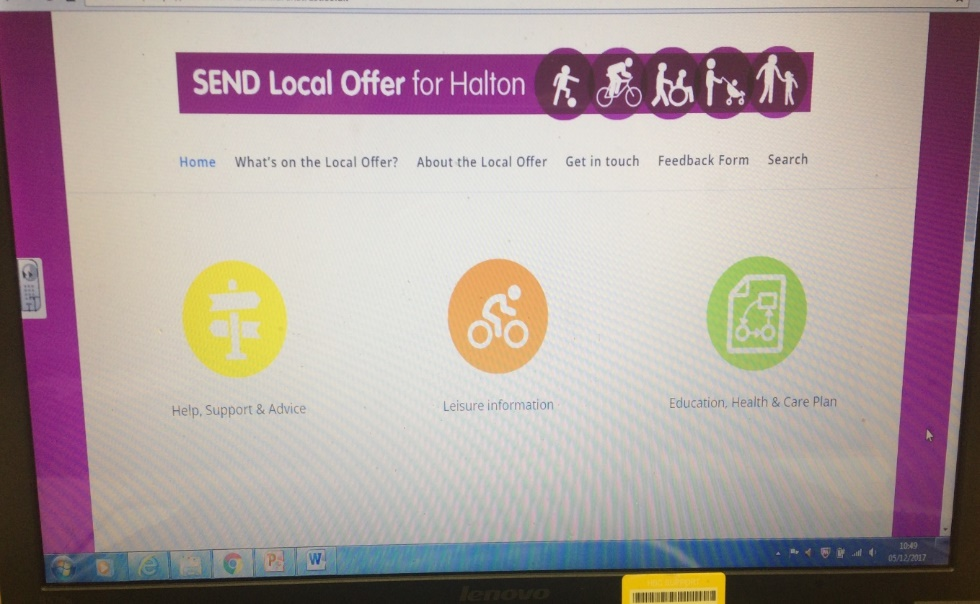 SEND Local Offer for Halton
Home What's on the Local Offer? About the Local Offer Get in touch Feedback Form Search
Help, Support & Advice
Leisure information
Education, Health & Care Plan
10:49
05/12/2017
lenovo